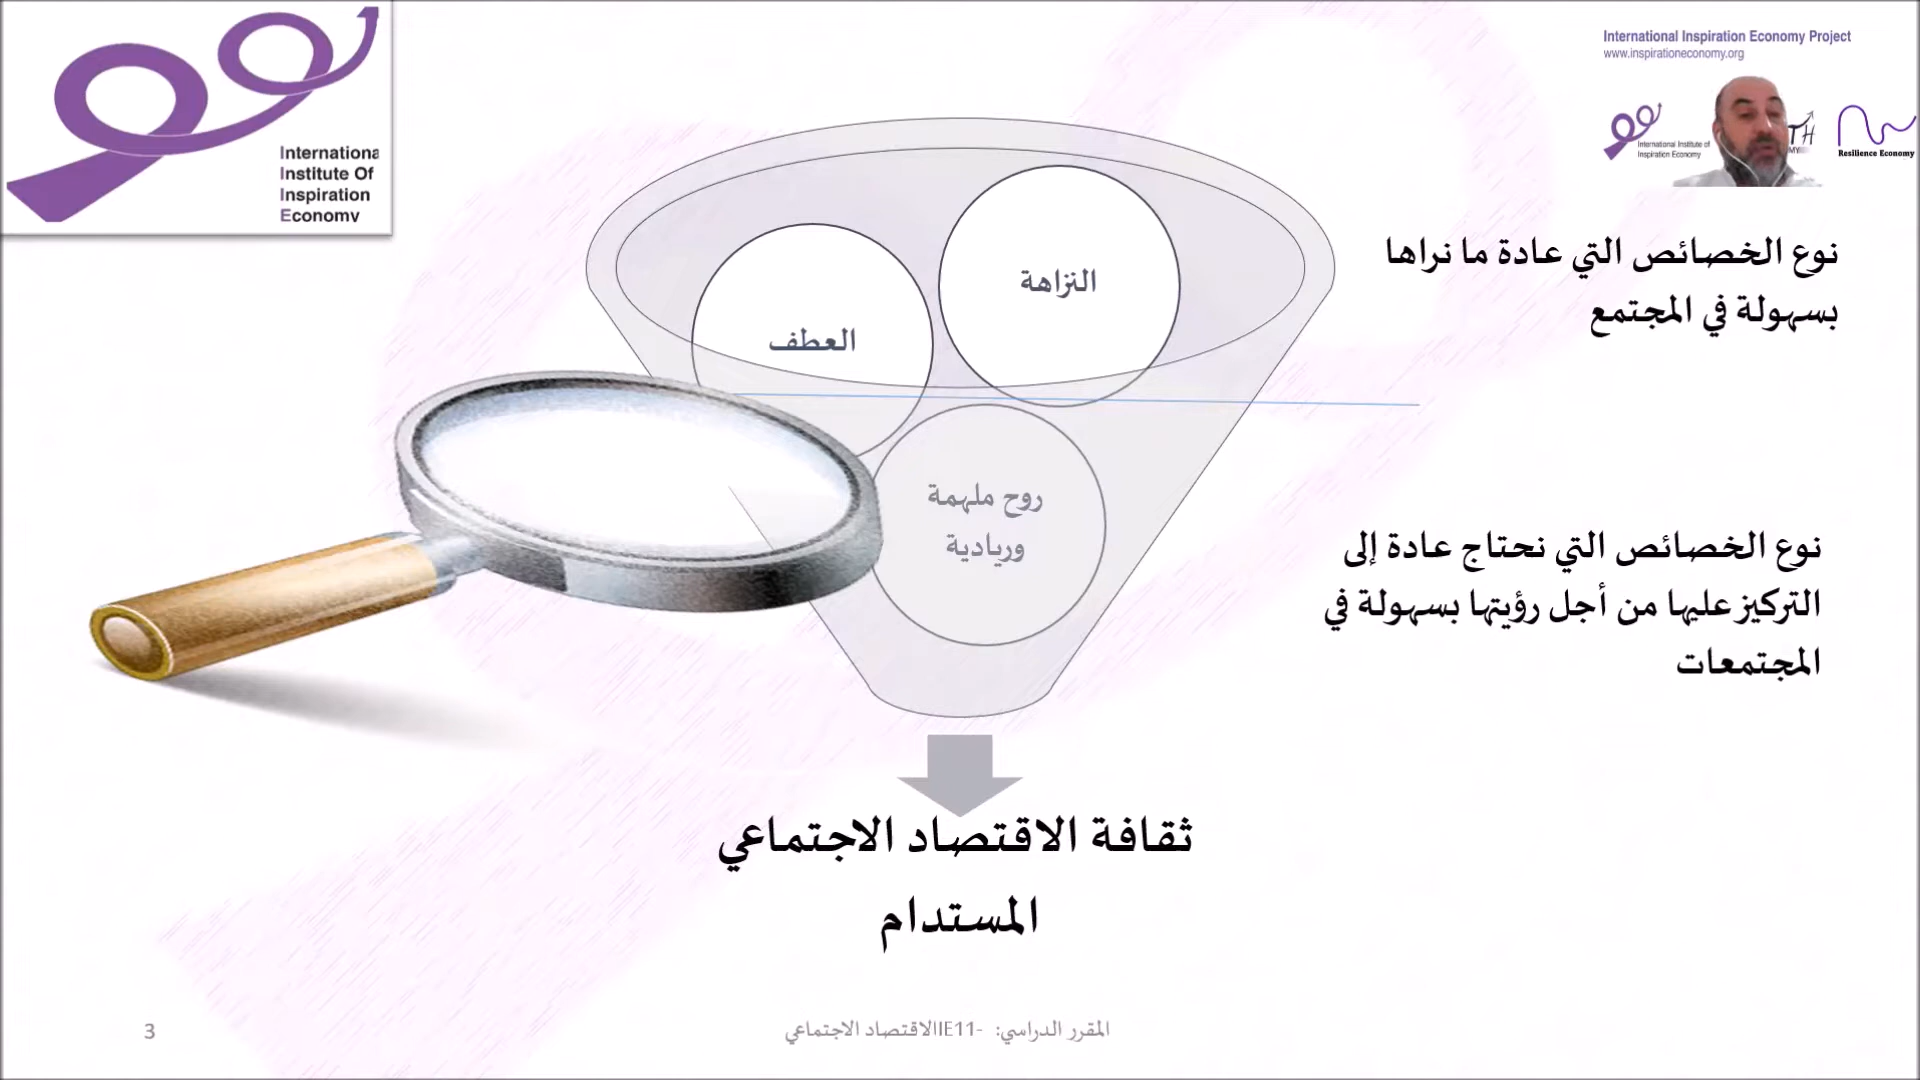 International
Institute Of
Inspiration
Economy
International Inspiration Economy Project
www.inspirationeconomy.org
International Institute of
Inspiration Economy
TH
Resilience Economy
نوع الخصائص التي عادة ما نراها
بسهولة في المجتمع
النزاهة
العطف
روح ملهمة
وريادية
نوع الخصائص التي نحتاج عادة إلى
التركيز عليها من أجل رؤيتها بسهولة في
المجتمعات
ثقافة الاقتصاد الاجتماعي
المستدام
المقرر الدراسي: -IIE11الاقتصاد الاجتماعي
3